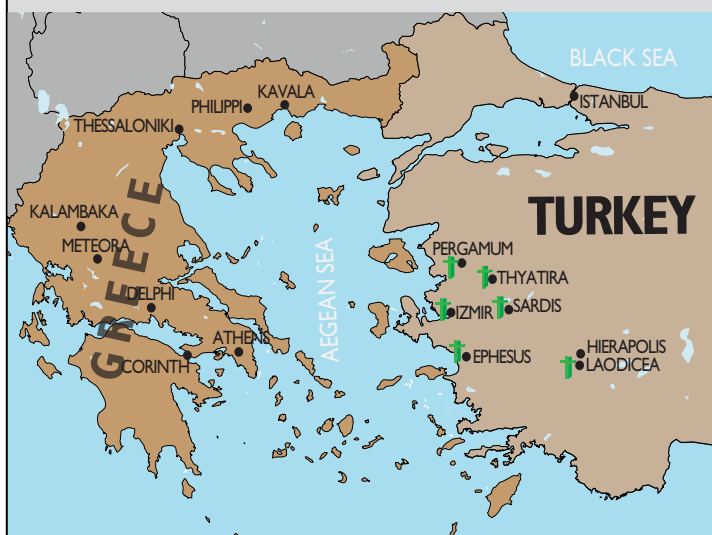 BLACK SEA
KAVALA
PHILIPPI
ISTANBUL
THESSALONIKI
TURKEY
KALAMBAKA
METEORA
GREECE
AEGEAN SEA
PERGAMUM
THYATIRA
DELPHI
IZMIR
SARDIS
ATHENS
CORINTH
EPHESUS
HIERAPOLIS
LAODICEA